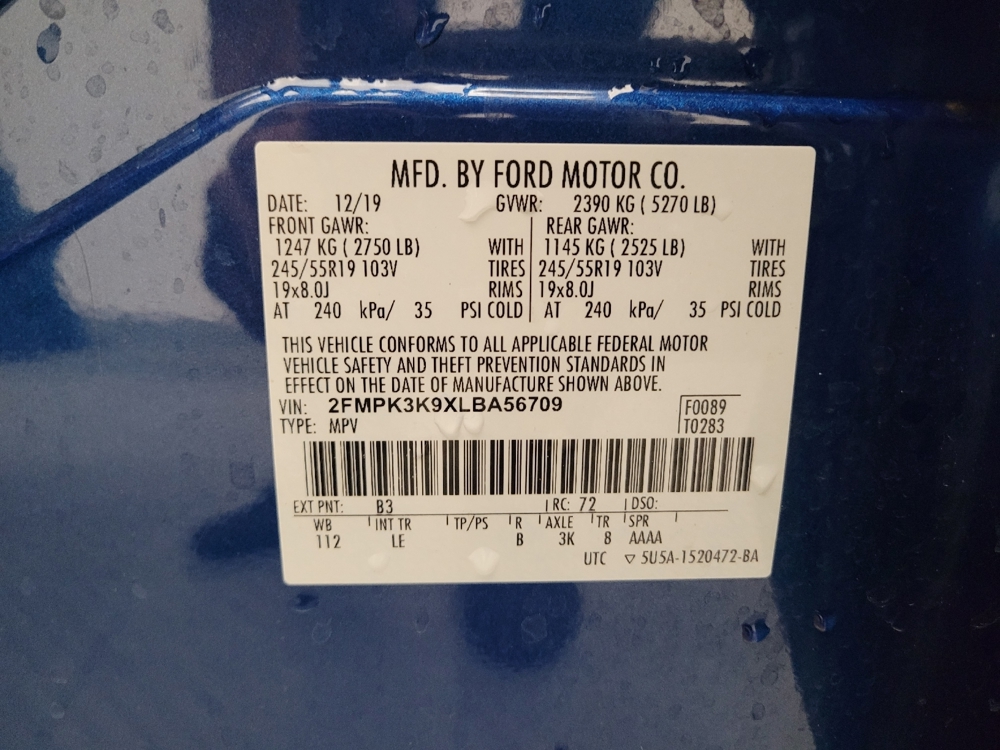 MFD. BY FORD MOTOR CO.
DATE: 12/19 GVWR: 2390 KG ( 5270 LB)
FRONT GAWR: REAR GAWR:
1247 KG ( 2750 LB) WITH 1145 KG ( 2525 LB) WITH
245/55R19 103V TIRES 245/55R19 103V TIRES
19x8.0J RIMS 19x8.0J RIMS
AT 240 kPa/ 35 PSI COLD AT 240 kPa/ 35 PSI COLD
THIS VEHICLE CONFORMS TO ALL APPLICABLE FEDERAL MOTOR
VEHICLE SAFETY AND THEFT PREVENTION STANDARDS IN
EFFECT ON THE DATE OF MANUFACTURE SHOWN ABOVE.
VIN: 2FMPK3K9XLBA56709 F0089
TYPE: MPV T0283
EXT PNT: B3 RC: 72 DSO:
WB INT TR TP/PS R AXLE TR SPR
112 LE B 3K 8 AAAA
UTC ▽ 5U5A-1520472-BA